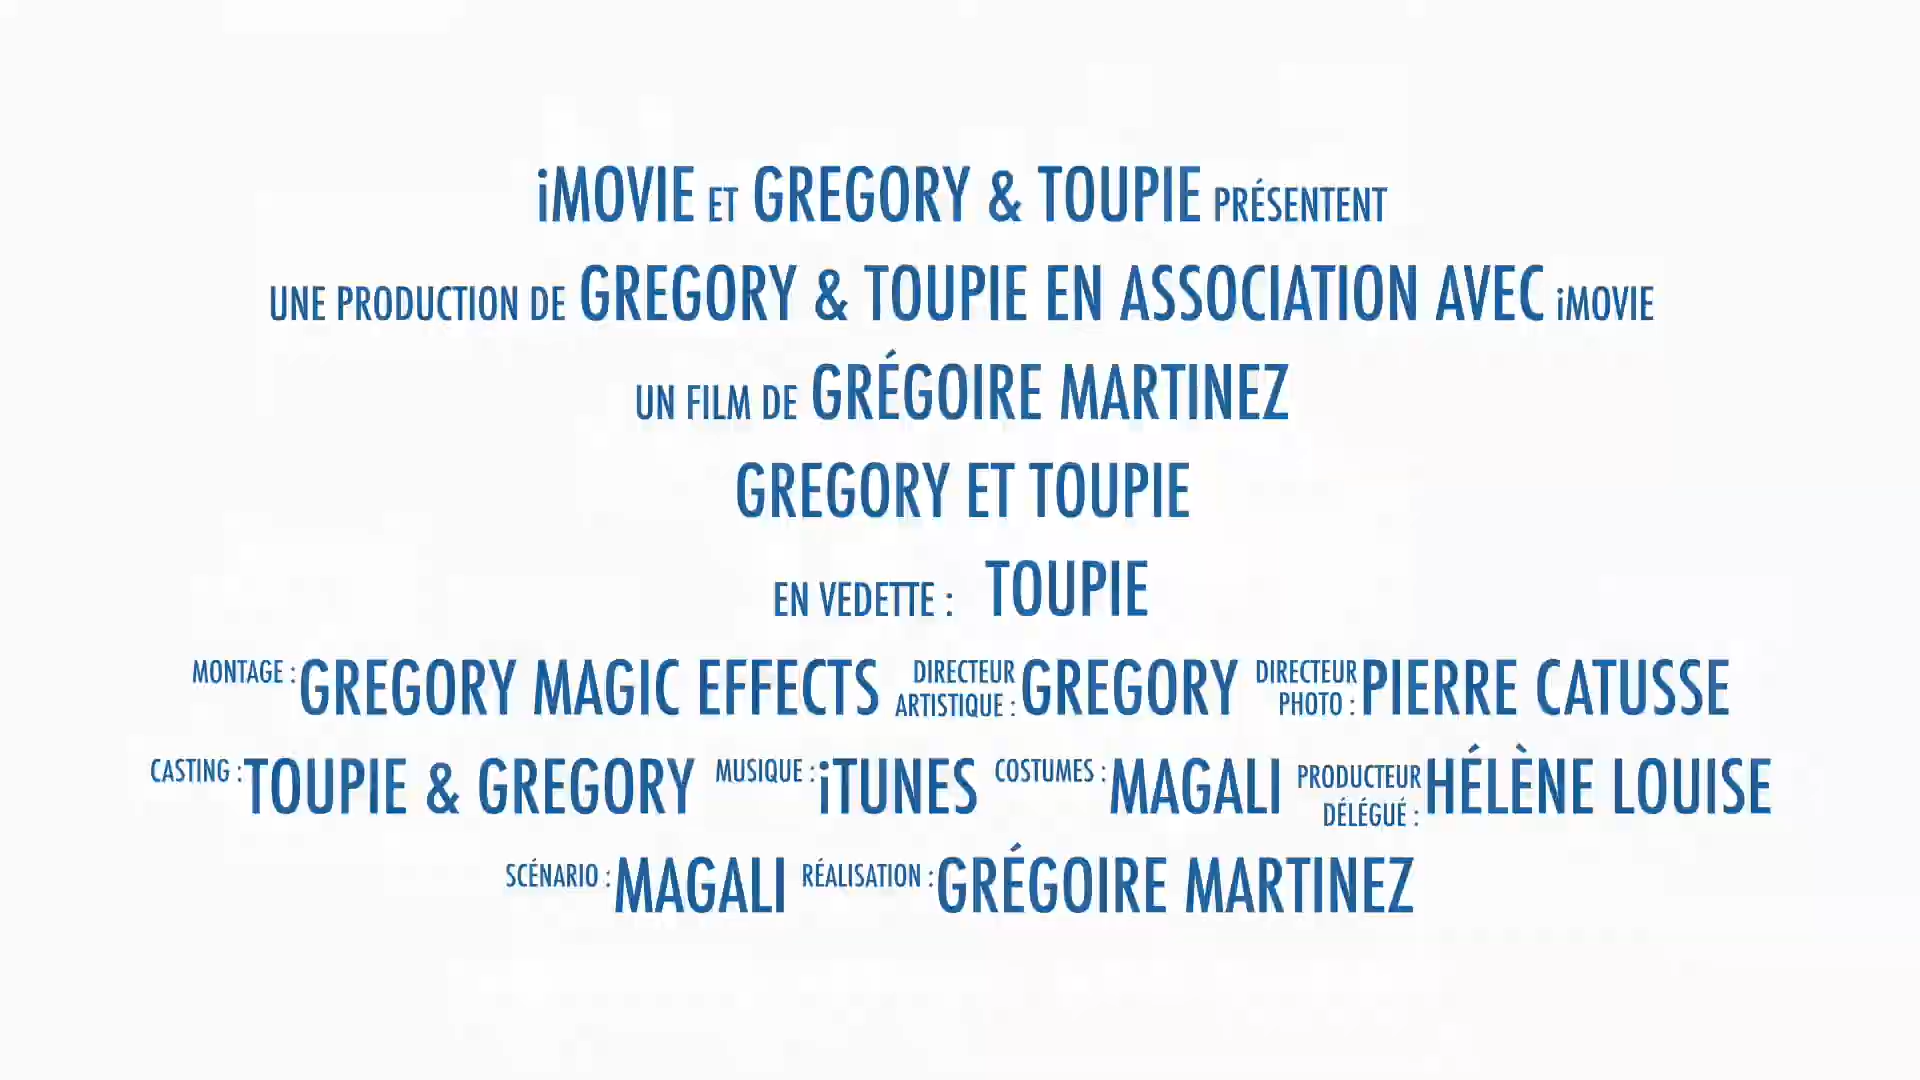 iMOVIE ET GREGORY & TOUPIE PRÉSENTENT
UNE PRODUCTION DE GREGORY & TOUPIE EN ASSOCIATION AVEC iMOVIE
UN FILM DE GRÉGOIRE MARTINEZ
GREGORY ET TOUPIE
EN VEDETTE : TOUPIE
MONTAGE : GREGORY MAGIC EFFECTS DIRECTEUR ARTISTIQUE : GREGORY DIRECTEUR PHOTO : PIERRE CATUSSE
CASTING : TOUPIE & GREGORY MUSIQUE : iTUNES COSTUMES : MAGALI PRODUCTEUR DÉLÉGUÉ : HÉLÈNE LOUISE
SCÉNARIO : MAGALI RÉALISATION : GRÉGOIRE MARTINEZ